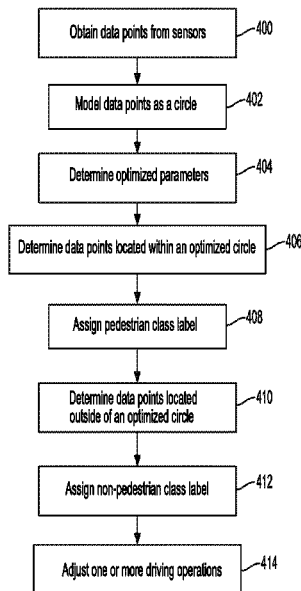 Obtain data points from sensors
400
Model data points as a circle
402
Determine optimized parameters
404
Determine data points located within an optimized circle
406
Assign pedestrian class label
408
Determine data points located
outside of an optimized circle
410
Assign non-pedestrian class label
412
Adjust one or more driving operations
414